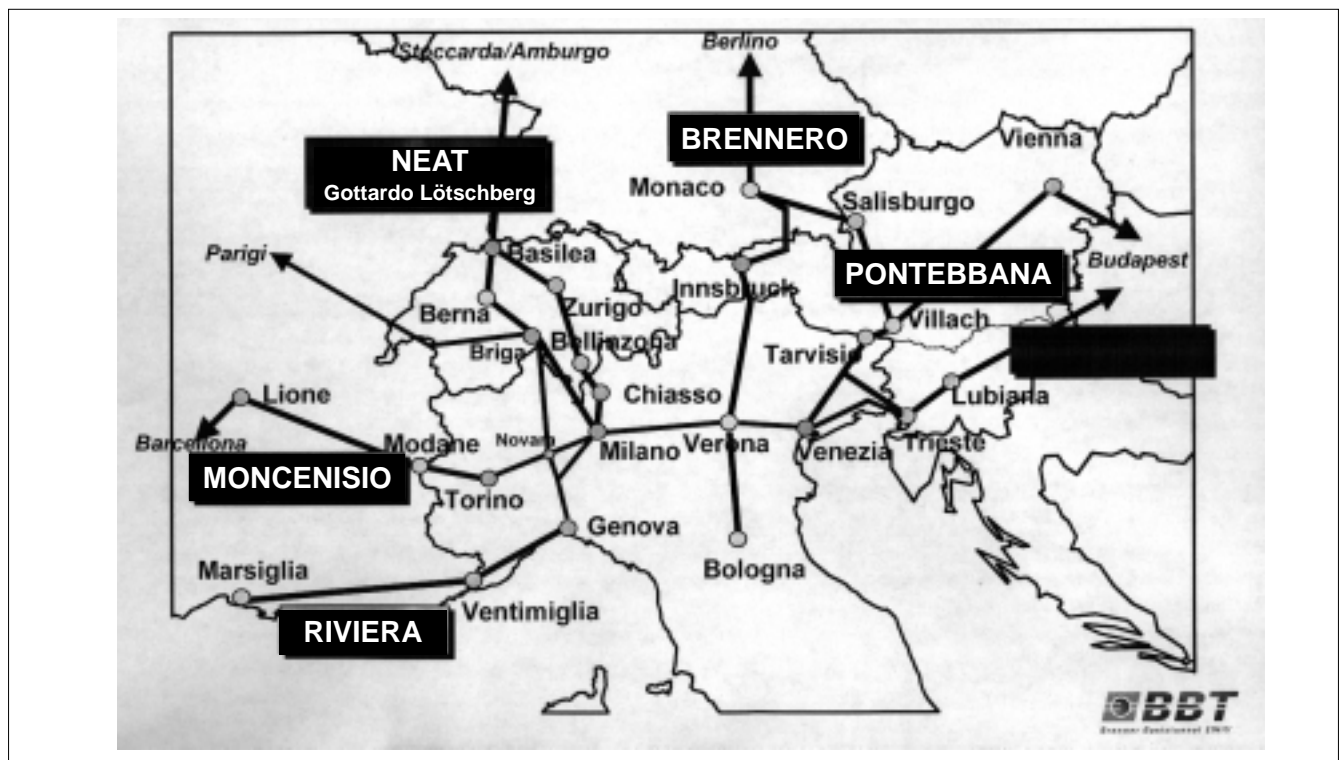 Stoccarda/Amburgo
Berlino
BRENNERO
Vienna
NEAT
Gottardo Lötschberg
Monaco
Salisburgo
Parigi
Basilea
Budapest
PONTEBBANA
Innsbruck
Berna
Zurigo
Villach
Briga
Bellinzona
Tarvisio
Chiasso
Lubiana
Lione
Barcellona
Modane
Novara
Milano
Verona
Venezia
Trieste
MONCENISIO
Torino
Genova
Bologna
Marsiglia
Ventimiglia
RIVIERA
BBT